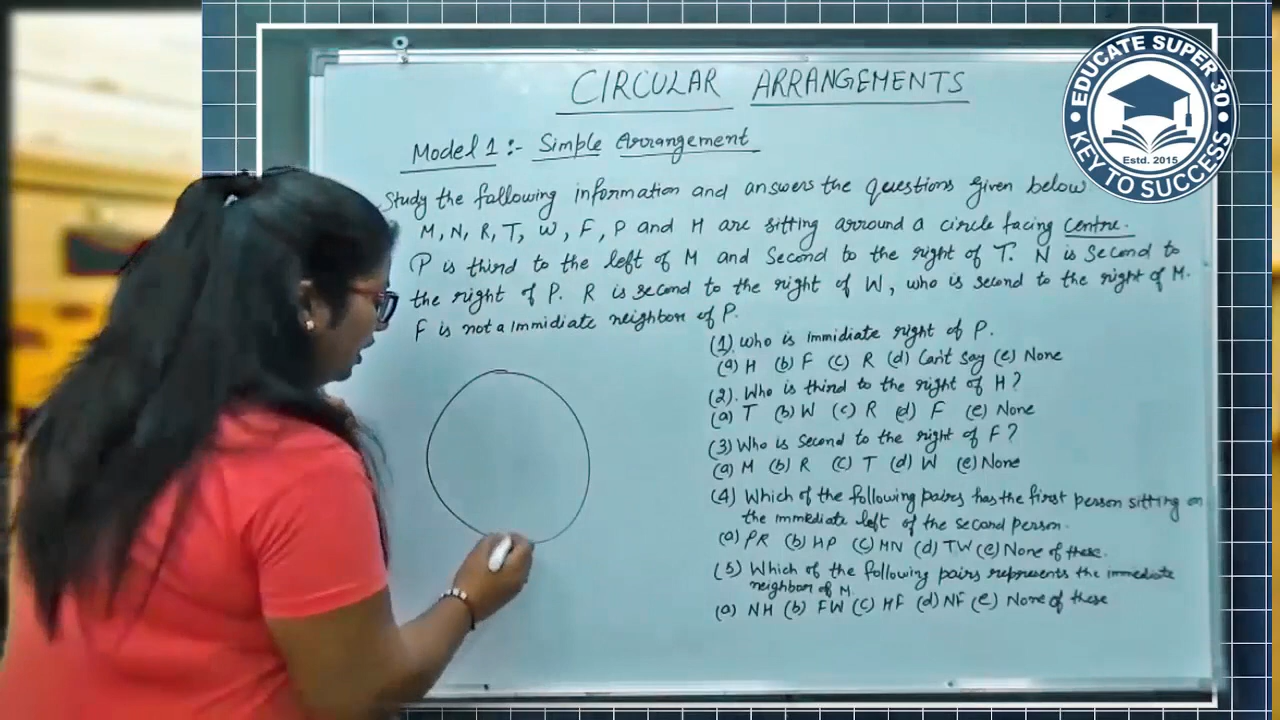 CIRCULAR ARRANGEMENTS
Model 1:- Simple Arrangement
Study the following information and answers the questions given below
M, N, R, T, W, F, P and H are sitting arround a circle facing centre.
P is third to the left of M and Second to the right of T. N is Second to
the right of P. R is second to the right of W, who is second to the right of M.
F is not a immidiate neighbor of P.
(1). who is immidiate right of P.
(a) H (b) F (c) R (d) Can't Say (e) None
(2). Who is third to the right of H?
(a) T (b) W (c) R (d) F (e) None
(3) Who is Second to the right of F?
(a) M (b) R (c) T (d) W (e) None
(4) Which of the following paires has the first person sitting on
the immediate left of the second person.
(a) PR (b) HP (c) MN (d) TW (e) None of these.
(5) Which of the following pairs represents the immediate
neighbor of M.
(a) NH (b) FW (c) HF (d) NF (e) None of these
EDUCATE SUPER 30
Estd. 2015
KEY TO SUCCESS